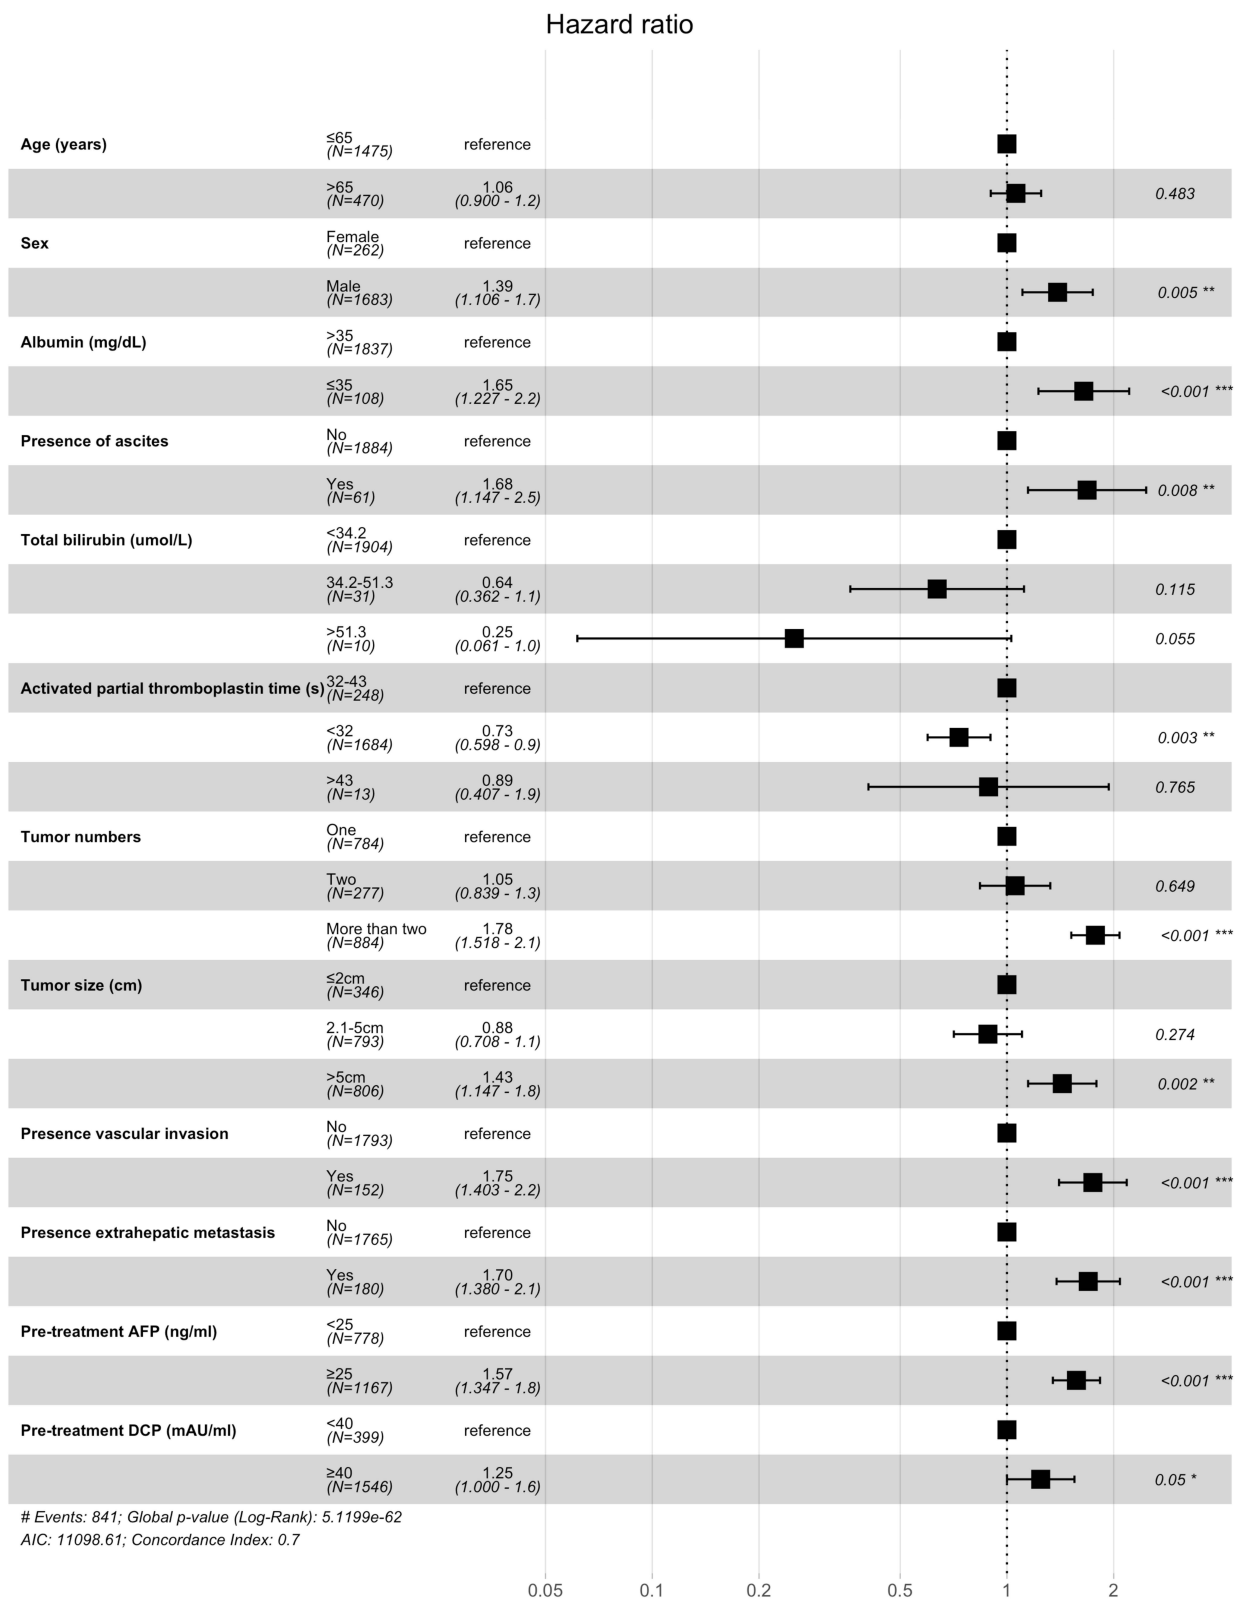 Hazard ratio
Age (years) ≤65 (N=1475) reference
>65 (N=470) 1.06 (0.900 - 1.2) 0.483
Sex Female (N=262) reference
Male (N=1683) 1.39 (1.106 - 1.7) 0.005 **
Albumin (mg/dL) >35 (N=1837) reference
≤35 (N=108) 1.65 (1.227 - 2.2) <0.001 ***
Presence of ascites No (N=1884) reference
Yes (N=61) 1.68 (1.147 - 2.5) 0.008 **
Total bilirubin (umol/L) <34.2 (N=1904) reference
34.2-51.3 (N=31) 0.64 (0.362 - 1.1) 0.115
>51.3 (N=10) 0.25 (0.061 - 1.0) 0.055
Activated partial thromboplastin time (s) 32-43 (N=248) reference
<32 (N=1684) 0.73 (0.598 - 0.9) 0.003 **
>43 (N=13) 0.89 (0.407 - 1.9) 0.765
Tumor numbers One (N=784) reference
Two (N=277) 1.05 (0.839 - 1.3) 0.649
More than two (N=884) 1.78 (1.518 - 2.1) <0.001 ***
Tumor size (cm) ≤2cm (N=346) reference
2.1-5cm (N=793) 0.88 (0.708 - 1.1) 0.274
>5cm (N=806) 1.43 (1.147 - 1.8) 0.002 **
Presence vascular invasion No (N=1793) reference
Yes (N=152) 1.75 (1.403 - 2.2) <0.001 ***
Presence extrahepatic metastasis No (N=1765) reference
Yes (N=180) 1.70 (1.380 - 2.1) <0.001 ***
Pre-treatment AFP (ng/ml) <25 (N=778) reference
≥25 (N=1167) 1.57 (1.347 - 1.8) <0.001 ***
Pre-treatment DCP (mAU/ml) <40 (N=399) reference
≥40 (N=1546) 1.25 (1.000 - 1.6) 0.05 *
# Events: 841; Global p-value (Log-Rank): 5.1199e-62
AIC: 11098.61; Concordance Index: 0.7
0.05 0.1 0.2 0.5 1 2